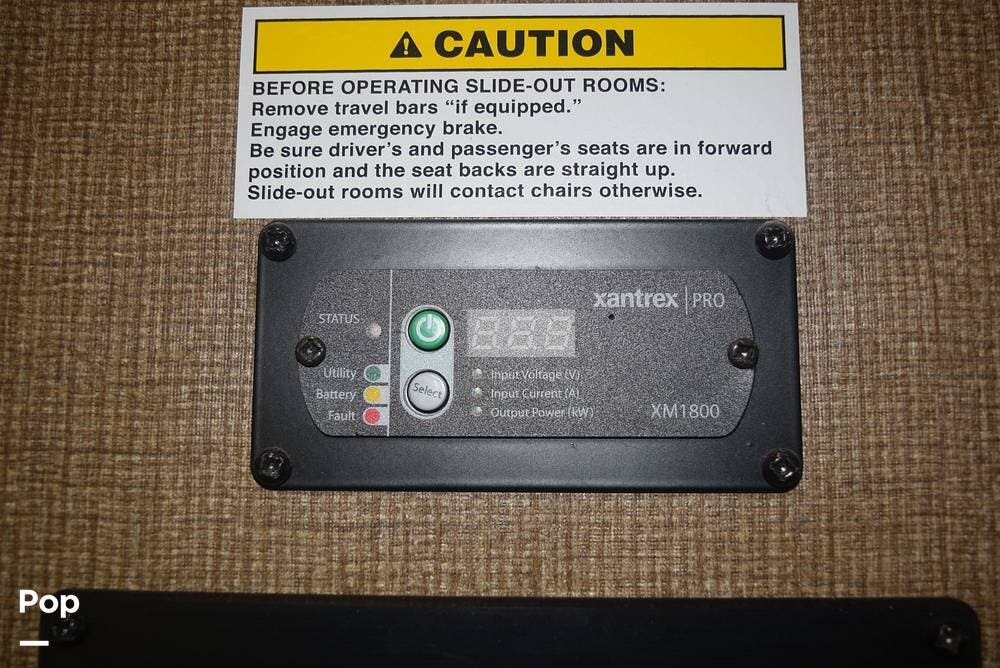 CAUTION
BEFORE OPERATING SLIDE-OUT ROOMS:
Remove travel bars “if equipped.”
Engage emergency brake.
Be sure driver’s and passenger’s seats are in forward
position and the seat backs are straight up.
Slide-out rooms will contact chairs otherwise.
xantrex | PRO
STATUS
Utility
Battery
Fault
Select
Input Voltage (V)
Input Current (A)
Output Power (kW)
XM1800
Pop